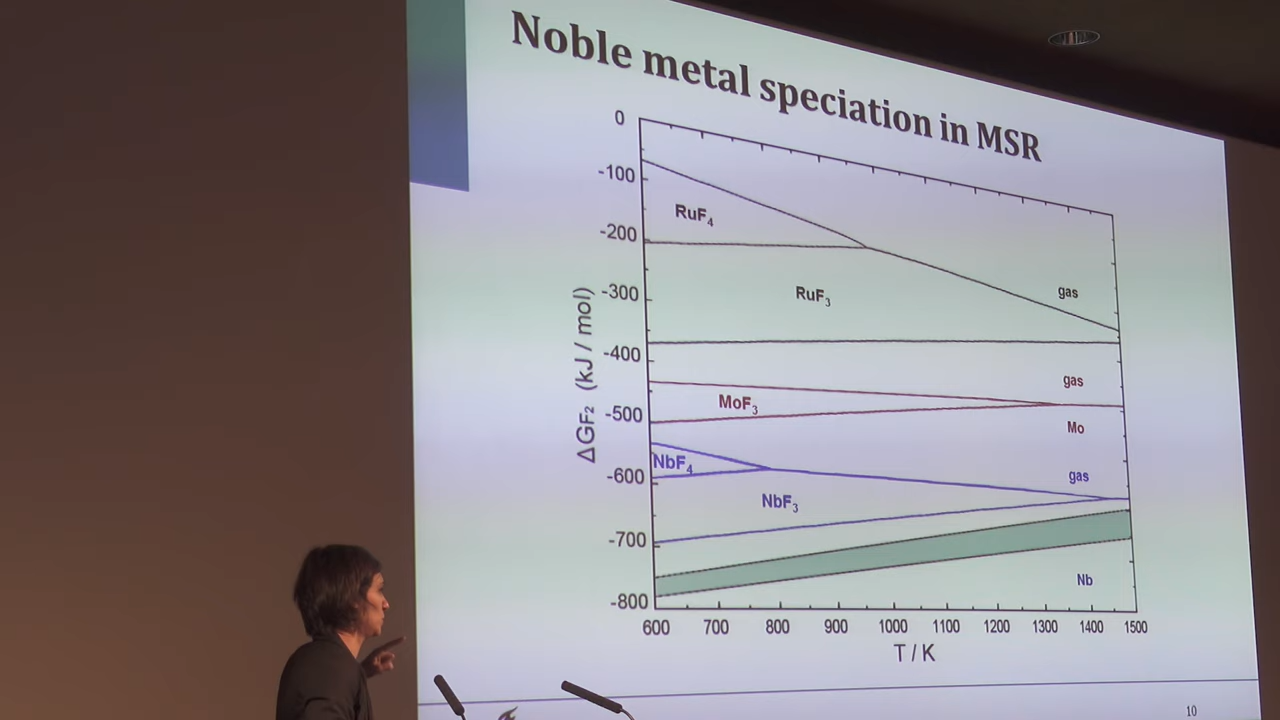 Noble metal speciation in MSR
0
-100
-200
-300
-400
-500
-600
-700
-800
ΔGF₂ (kJ / mol)
RuF₄
RuF₃
gas
MoF₃
gas
Mo
NbF₄
NbF₃
gas
Nb
600 700 800 900 1000 1100 1200 1300 1400 1500
T / K
10